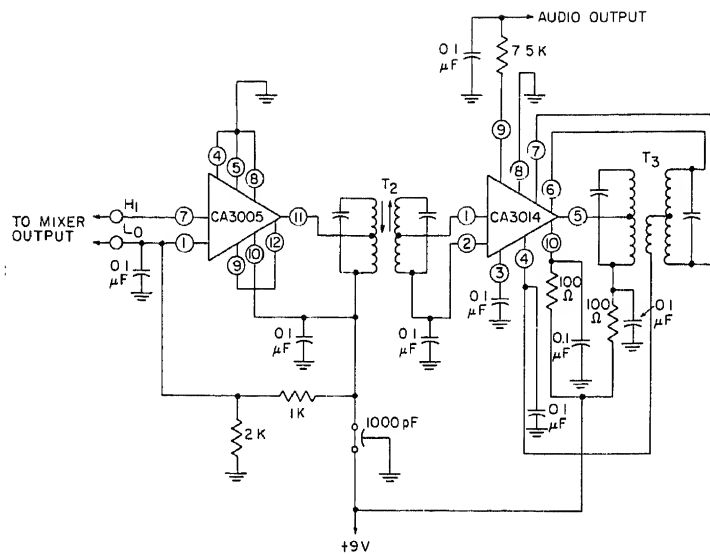 AUDIO OUTPUT
0.1
μF
7.5 K
9
8
7
6
T3
4
5
8
TO MIXER
OUTPUT
HI
7
CA3005
11
T2
1
CA3014
5
LO
1
9
10
12
2
3
4
10
0.1
μF
0.1
μF
0.1
μF
0.1
μF
100
Ω
100
Ω
0.1
μF
0.1
μF
0.1
μF
1K
2K
1000 pF
+9V